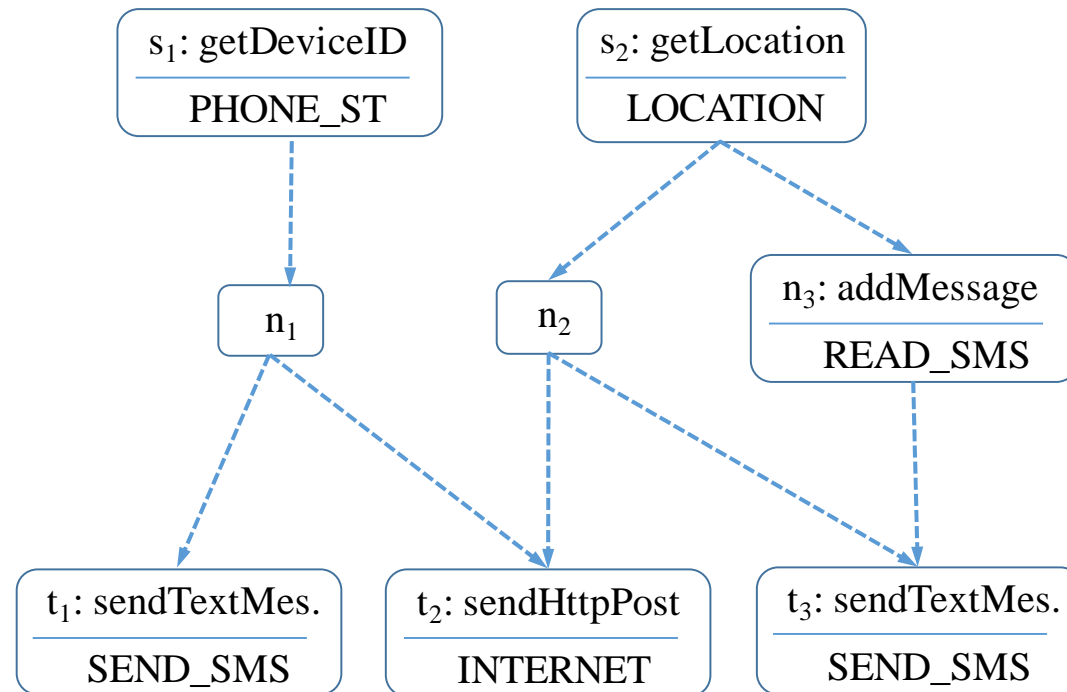 s₁: getDeviceID
PHONE_ST
s₂: getLocation
LOCATION
n₁
n₂
n₃: addMessage
READ_SMS
t₁: sendTextMes.
SEND_SMS
t₂: sendHttpPost
INTERNET
t₃: sendTextMes.
SEND_SMS